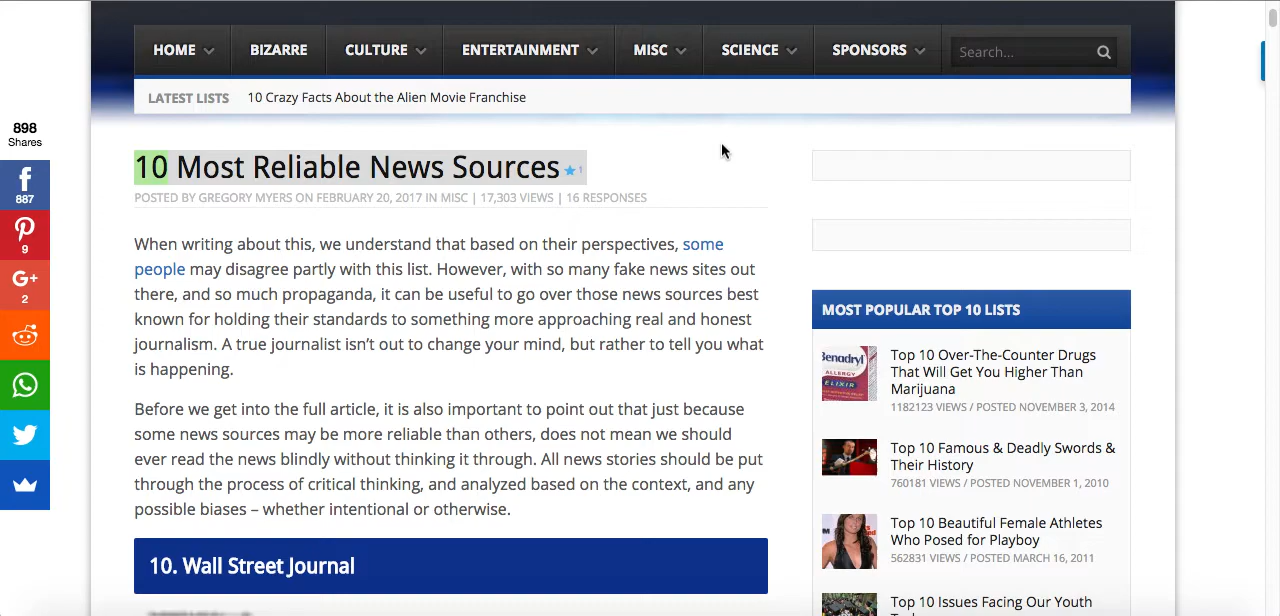 HOME
BIZARRE
CULTURE
ENTERTAINMENT
MISC
SCIENCE
SPONSORS
Search...
LATEST LISTS
10 Crazy Facts About the Alien Movie Franchise
898
Shares
887
9
G+
2
10 Most Reliable News Sources
1
POSTED BY GREGORY MYERS ON FEBRUARY 20, 2017 IN MISC | 17,303 VIEWS | 16 RESPONSES
When writing about this, we understand that based on their perspectives, some
people may disagree partly with this list. However, with so many fake news sites out
there, and so much propaganda, it can be useful to go over those news sources best
known for holding their standards to something more approaching real and honest
journalism. A true journalist isn’t out to change your mind, but rather to tell you what
is happening.
Before we get into the full article, it is also important to point out that just because
some news sources may be more reliable than others, does not mean we should
ever read the news blindly without thinking it through. All news stories should be put
through the process of critical thinking, and analyzed based on the context, and any
possible biases – whether intentional or otherwise.
10. Wall Street Journal
MOST POPULAR TOP 10 LISTS
Benadryl
ALLERGY
ELIXIR
Top 10 Over-The-Counter Drugs
That Will Get You Higher Than
Marijuana
1182123 VIEWS / POSTED NOVEMBER 3, 2014
Top 10 Famous & Deadly Swords &
Their History
760181 VIEWS / POSTED NOVEMBER 1, 2010
Top 10 Beautiful Female Athletes
Who Posed for Playboy
562831 VIEWS / POSTED MARCH 16, 2011
Top 10 Issues Facing Our Youth